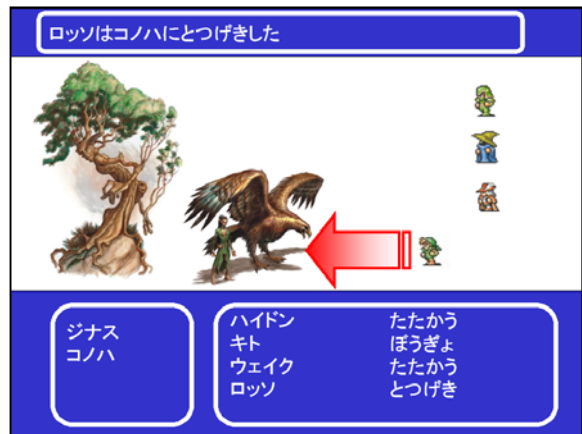 ロッソはコノハにとつげきした
ジナス
コノハ
ハイドン たたかう
キト ぼうぎょ
ウェイク たたかう
ロッソ とつげき